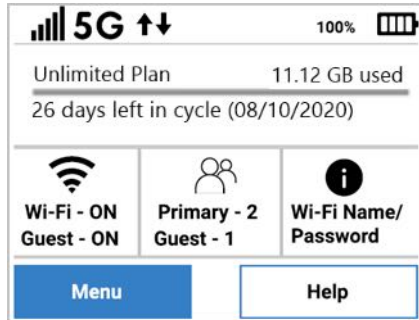 5G 100%
Unlimited Plan 11.12 GB used
26 days left in cycle (08/10/2020)
Wi-Fi - ON
Guest - ON
Primary - 2
Guest - 1
Wi-Fi Name/
Password
Menu
Help